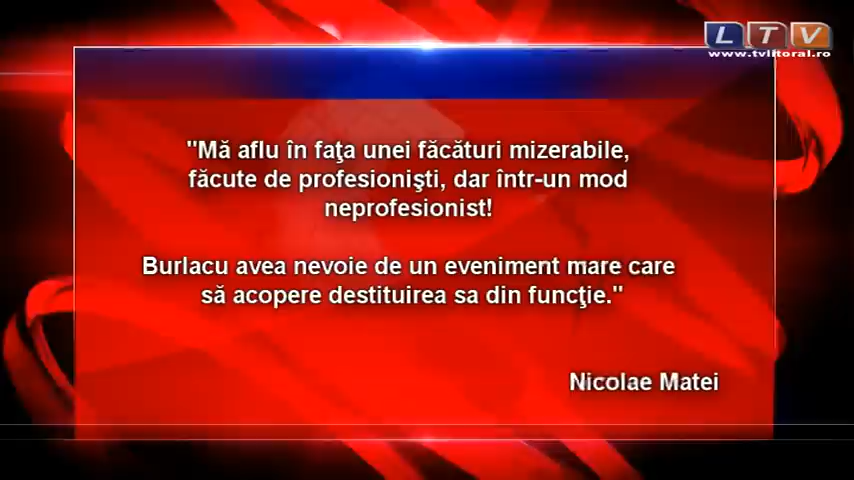 LTV
www.tvlitoral.ro
"Mă aflu în faţa unei făcături mizerabile,
făcute de profesionişti, dar într-un mod
neprofesionist!
Burlacu avea nevoie de un eveniment mare care
să acopere destituirea sa din funcţie."
Nicolae Matei